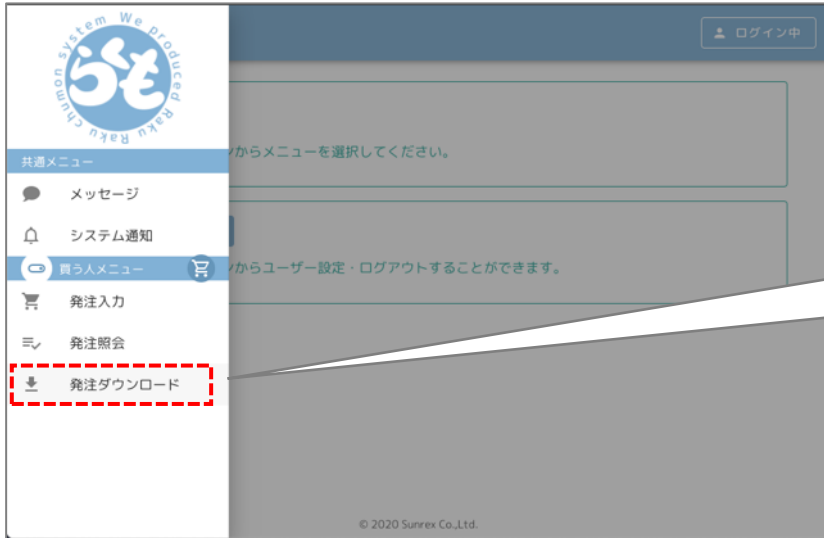 system We produced Raku Raku chumon
らくも
ログイン中
共通メニュー
ンからメニューを選択してください。
メッセージ
システム通知
買う人メニュー
ンからユーザー設定・ログアウトすることができます。
発注入力
発注照会
発注ダウンロード
© 2020 Sunrex Co.,Ltd.